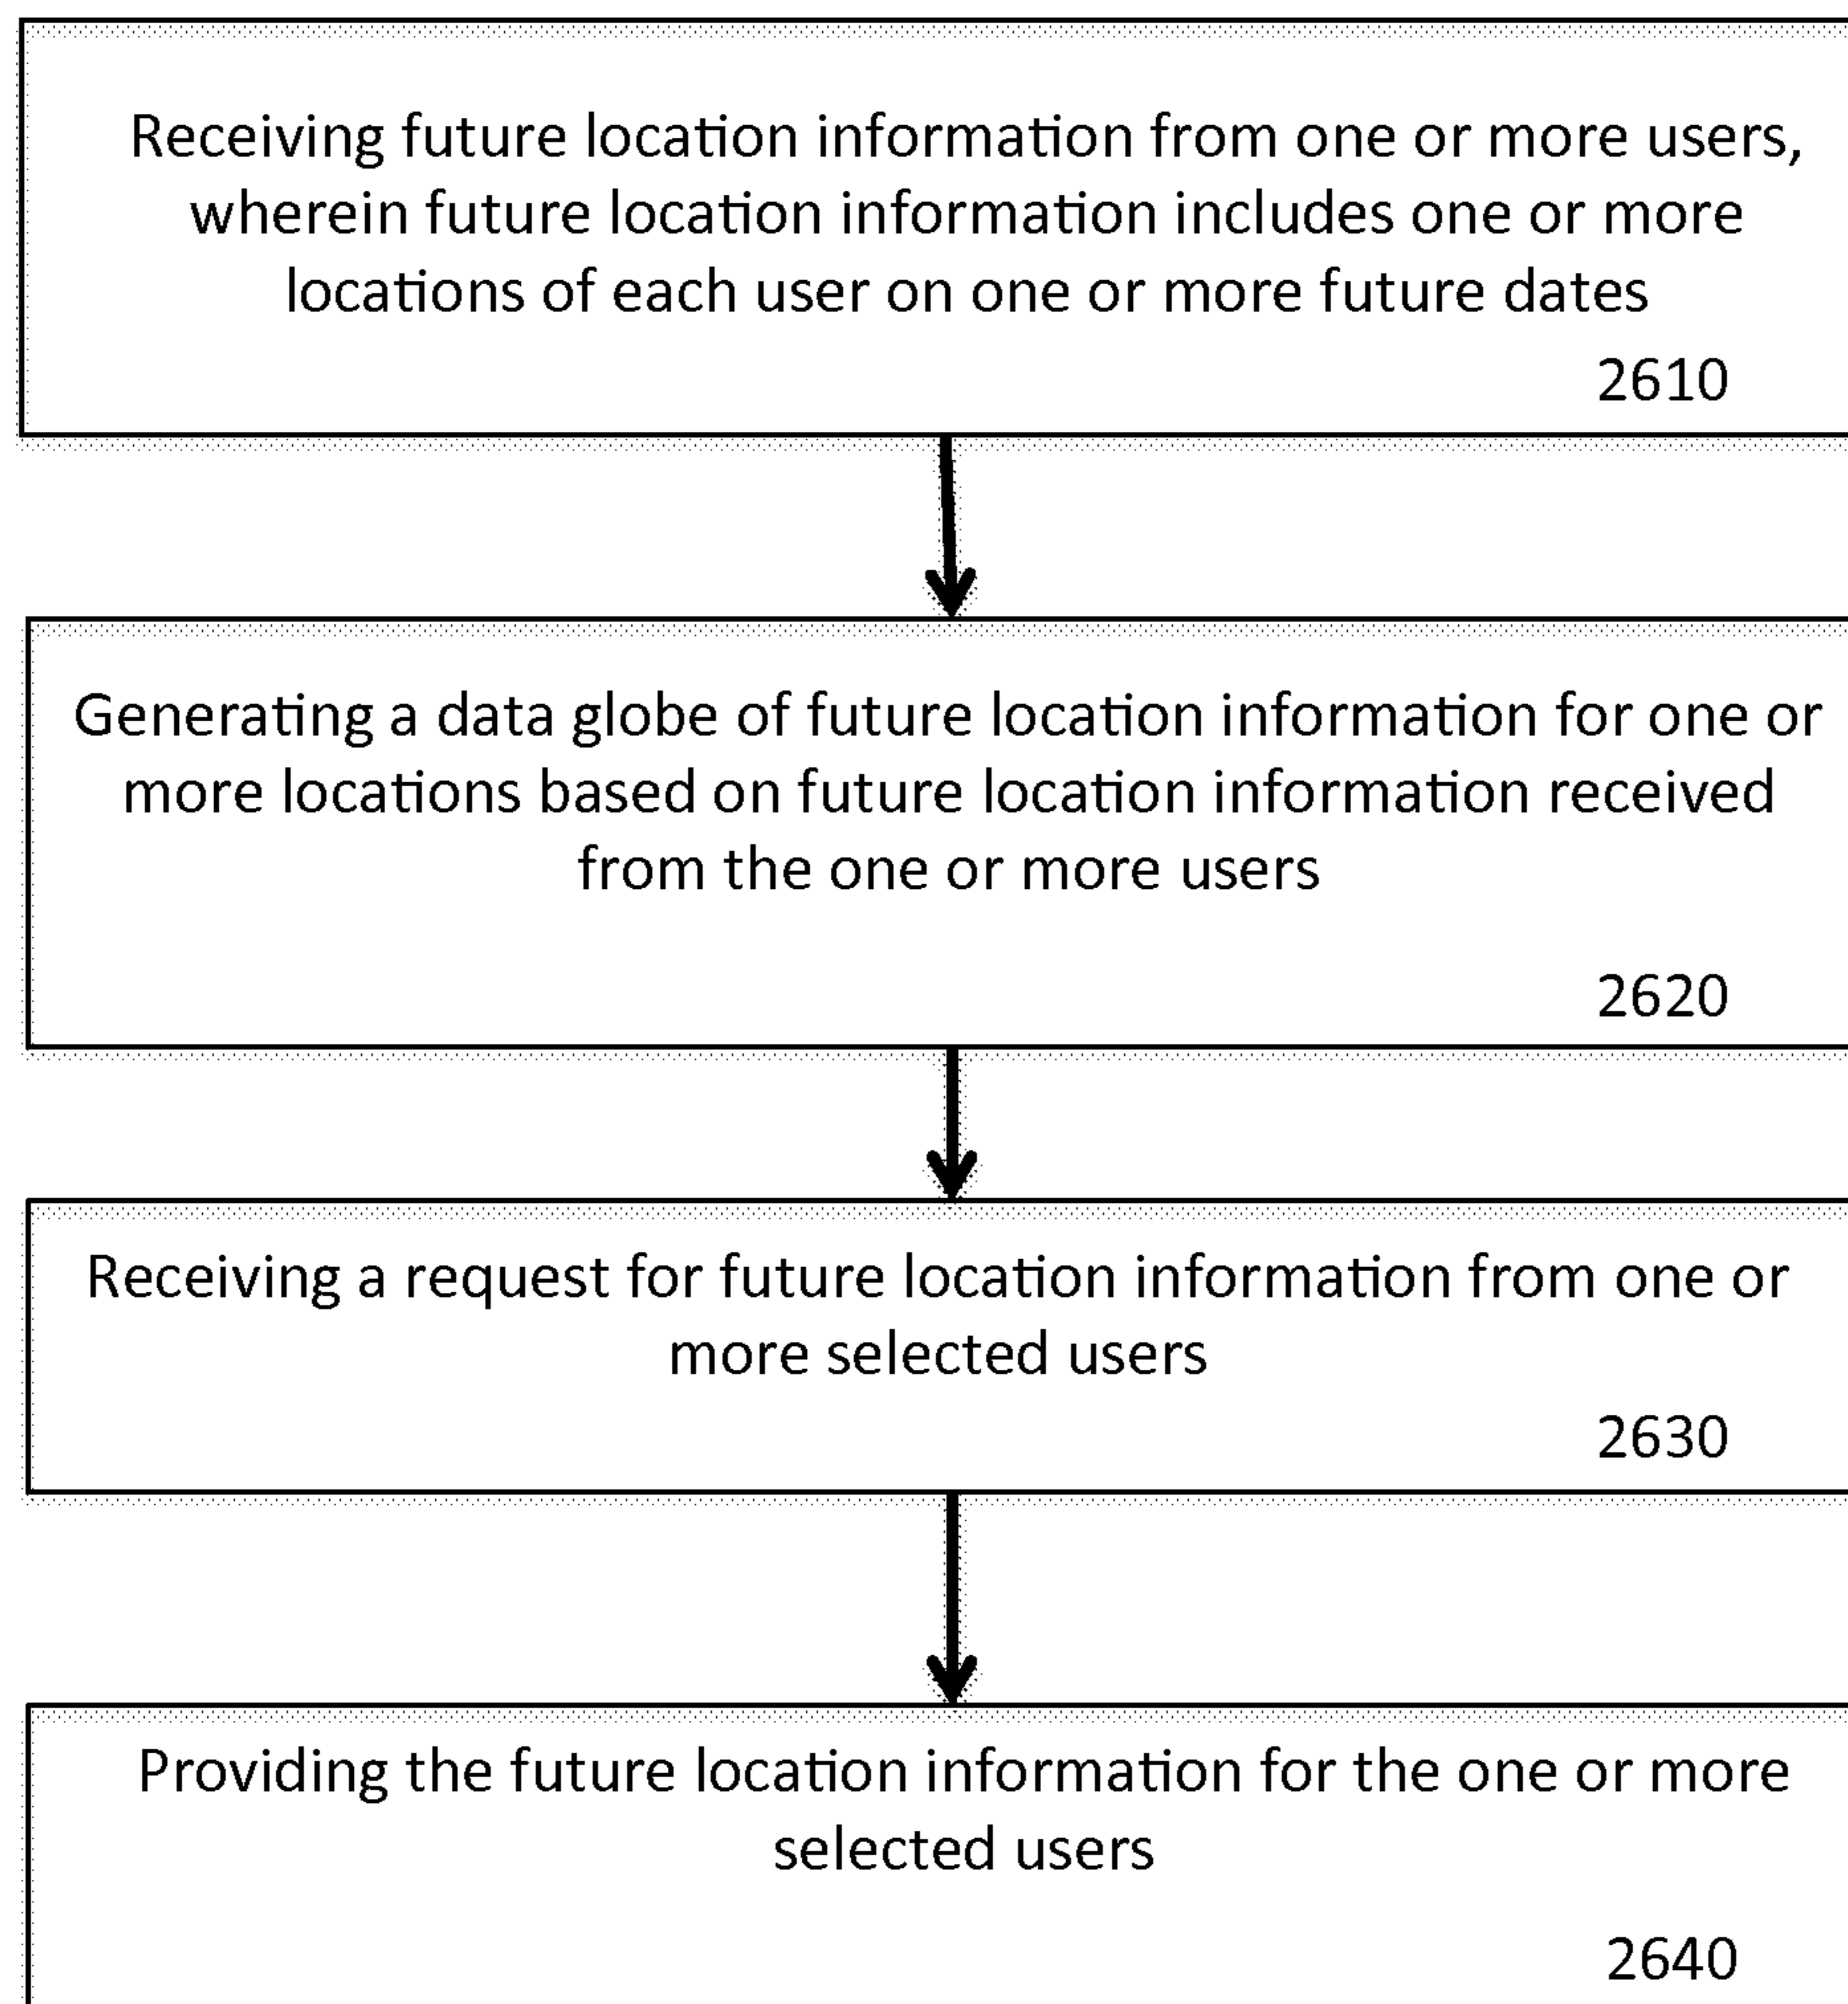 Receiving future location information from one or more users,
wherein future location information includes one or more
locations of each user on one or more future dates
2610
Generating a data globe of future location information for one or
more locations based on future location information received
from the one or more users
2620
Receiving a request for future location information from one or
more selected users
2630
Providing the future location information for the one or more
selected users
2640